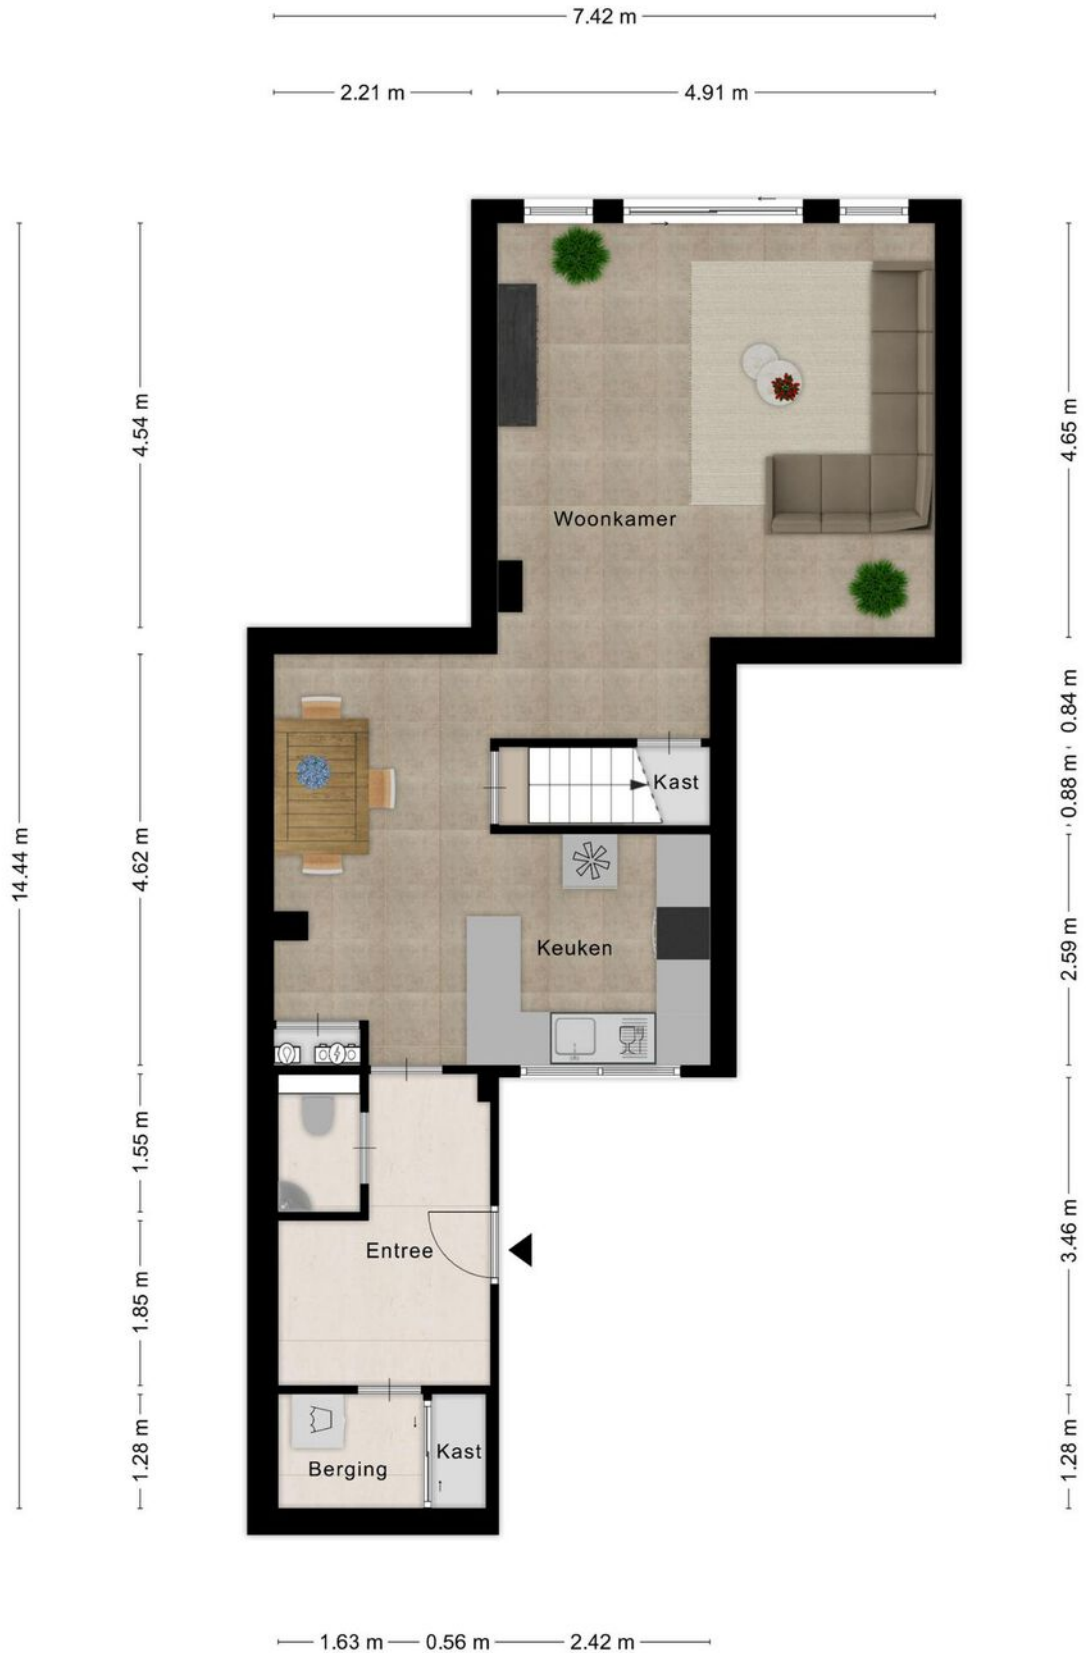 7.42 m
2.21 m
4.91 m
4.54 m
4.65 m
Woonkamer
0.84 m
Kast
0.88 m
14.44 m
4.62 m
Keuken
2.59 m
1.55 m
Entree
3.46 m
1.85 m
Kast
Berging
1.28 m
1.28 m
1.63 m
0.56 m
2.42 m